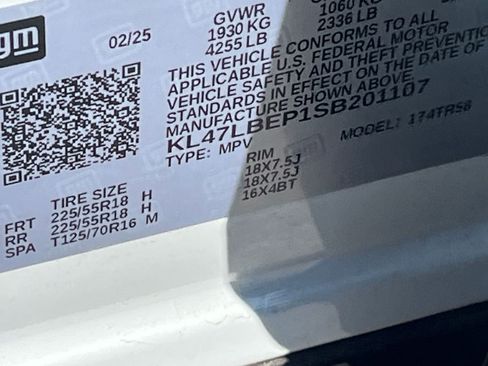 gm
02/25
GVWR
1930 KG
4255 LB
1060 KG
2336 LB
THIS VEHICLE CONFORMS TO ALL
APPLICABLE U.S. FEDERAL MOTOR
VEHICLE SAFETY AND THEFT PREVENTIO
STANDARDS IN EFFECT ON THE DATE OF
MANUFACTURE SHOWN ABOVE.
KL47LBEP1SB201107
TYPE: MPV
MODEL: 1T4TR58
TIRE SIZE RIM
FRT 225/55R18 H 18X7.5J
RR 225/55R18 H 18X7.5J
SPA T125/70R16 M 16X4BT